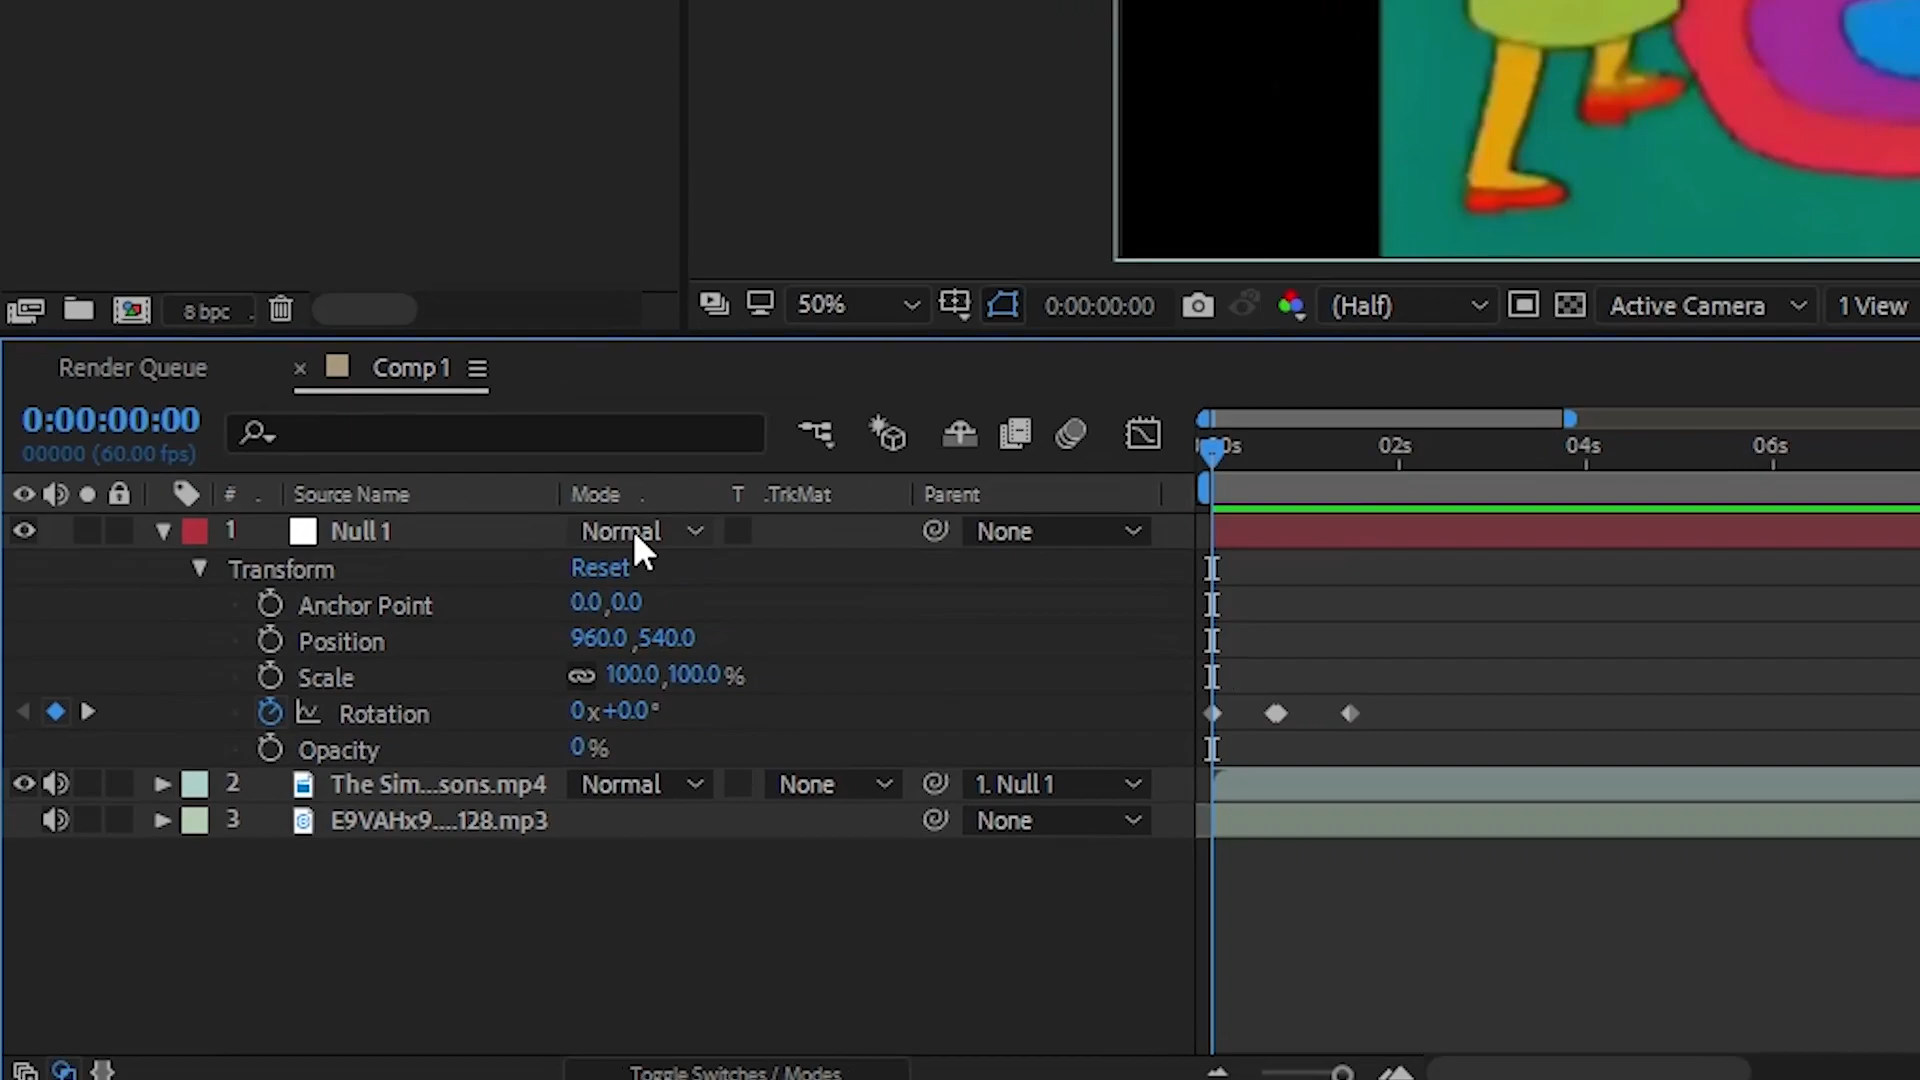 8 bpc
50%
0:00:00:00
(Half)
Active Camera
1 View
Render Queue
Comp 1
0:00:00:00
00000 (60.00 fps)
02s
04s
06s
#
Source Name
Mode
T
.TrkMat
Parent
1
Null 1
Normal
None
Transform
Reset
Anchor Point
0.0,0.0
Position
960.0,540.0
Scale
100.0,100.0%
Rotation
0x+0.0°
Opacity
0%
2
The Sim...sons.mp4
Normal
None
1. Null 1
3
E9VAHx9....128.mp3
None
Toggle Switches / Modes